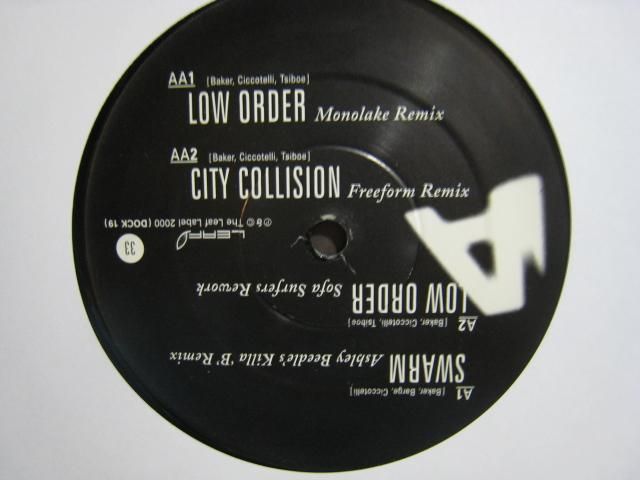 AA1 [Baker, Ciccotelli, Tsiboe]
LOW ORDER Monolake Remix
AA2 [Baker, Ciccotelli, Tsiboe]
CITY COLLISION Freeform Remix
A
A1 [Baker, Barge, Ciccotelli]
SWARM Ashley Beedle's Killa 'B' Remix
A2 [Baker, Ciccotelli, Tsiboe]
LOW ORDER Sofa Surfers Rework
LEAF
℗ & © The Leaf Label 2000 (DOCK 19)
33